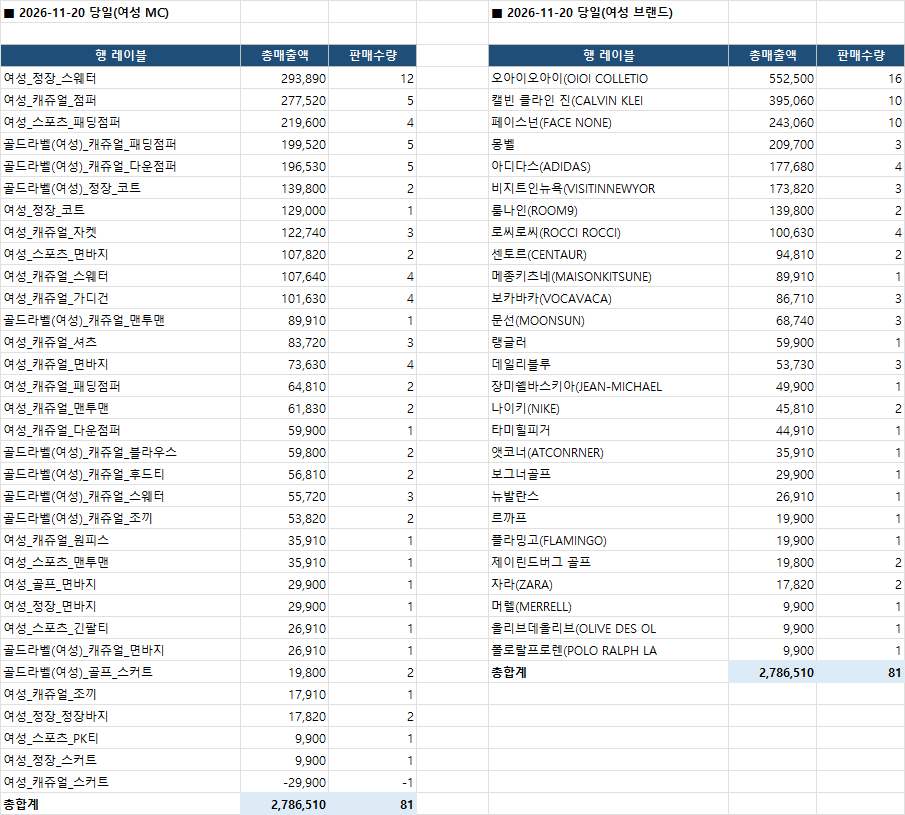 ■ 2026-11-20 당일(여성 MC)
행 레이블 총매출액 판매수량
여성_정장_스웨터 293,890 12
여성_캐쥬얼_점퍼 277,520 5
여성_스포츠_패딩점퍼 219,600 4
골드라벨(여성)_캐쥬얼_패딩점퍼 199,520 5
골드라벨(여성)_캐쥬얼_다운점퍼 196,530 5
골드라벨(여성)_정장_코트 139,800 2
여성_정장_코트 129,000 1
여성_캐쥬얼_자켓 122,740 3
여성_스포츠_면바지 107,820 2
여성_캐쥬얼_스웨터 107,640 4
여성_캐쥬얼_가디건 101,630 4
골드라벨(여성)_캐쥬얼_맨투맨 89,910 1
여성_캐쥬얼_셔츠 83,720 3
여성_캐쥬얼_면바지 73,630 4
여성_캐쥬얼_패딩점퍼 64,810 2
여성_캐쥬얼_맨투맨 61,830 2
여성_캐쥬얼_다운점퍼 59,900 1
골드라벨(여성)_캐쥬얼_블라우스 59,800 2
골드라벨(여성)_캐쥬얼_후드티 56,810 2
골드라벨(여성)_캐쥬얼_스웨터 55,720 3
골드라벨(여성)_캐쥬얼_조끼 53,820 2
여성_캐쥬얼_원피스 35,910 1
여성_스포츠_맨투맨 35,910 1
여성_골프_면바지 29,900 1
여성_정장_면바지 29,900 1
여성_스포츠_긴팔티 26,910 1
골드라벨(여성)_캐쥬얼_면바지 26,910 1
골드라벨(여성)_골프_스커트 19,800 2
여성_캐쥬얼_조끼 17,910 1
여성_정장_정장바지 17,820 2
여성_스포츠_PK티 9,900 1
여성_정장_스커트 9,900 1
여성_캐쥬얼_스커트 -29,900 -1
총합계 2,786,510 81
■ 2026-11-20 당일(여성 브랜드)
행 레이블 총매출액 판매수량
오아이오아이(OIOI COLLETIO 552,500 16
캘빈 클라인 진(CALVIN KLEI 395,060 10
페이스넌(FACE NONE) 243,060 10
몽벨 209,700 3
아디다스(ADIDAS) 177,680 4
비지트인뉴욕(VISITINNEWYOR 173,820 3
룸나인(ROOM9) 139,800 2
로씨로씨(ROCCI ROCCI) 100,630 4
센토르(CENTAUR) 94,810 2
메종키츠네(MAISONKITSUNE) 89,910 1
보카바카(VOCAVACA) 86,710 3
문선(MOONSUN) 68,740 3
랭글러 59,900 1
데일리블루 53,730 3
장미쉘바스키아(JEAN-MICHAEL 49,900 1
나이키(NIKE) 45,810 2
타미힐피거 44,910 1
앳코너(ATCONRNER) 35,910 1
보그너골프 29,900 1
뉴발란스 26,910 1
르까프 19,900 1
플라밍고(FLAMINGO) 19,900 1
제이린드버그 골프 19,800 2
자라(ZARA) 17,820 2
머렐(MERRELL) 9,900 1
올리브데올리브(OLIVE DES OL 9,900 1
폴로랄프로렌(POLO RALPH LA 9,900 1
총합계 2,786,510 81